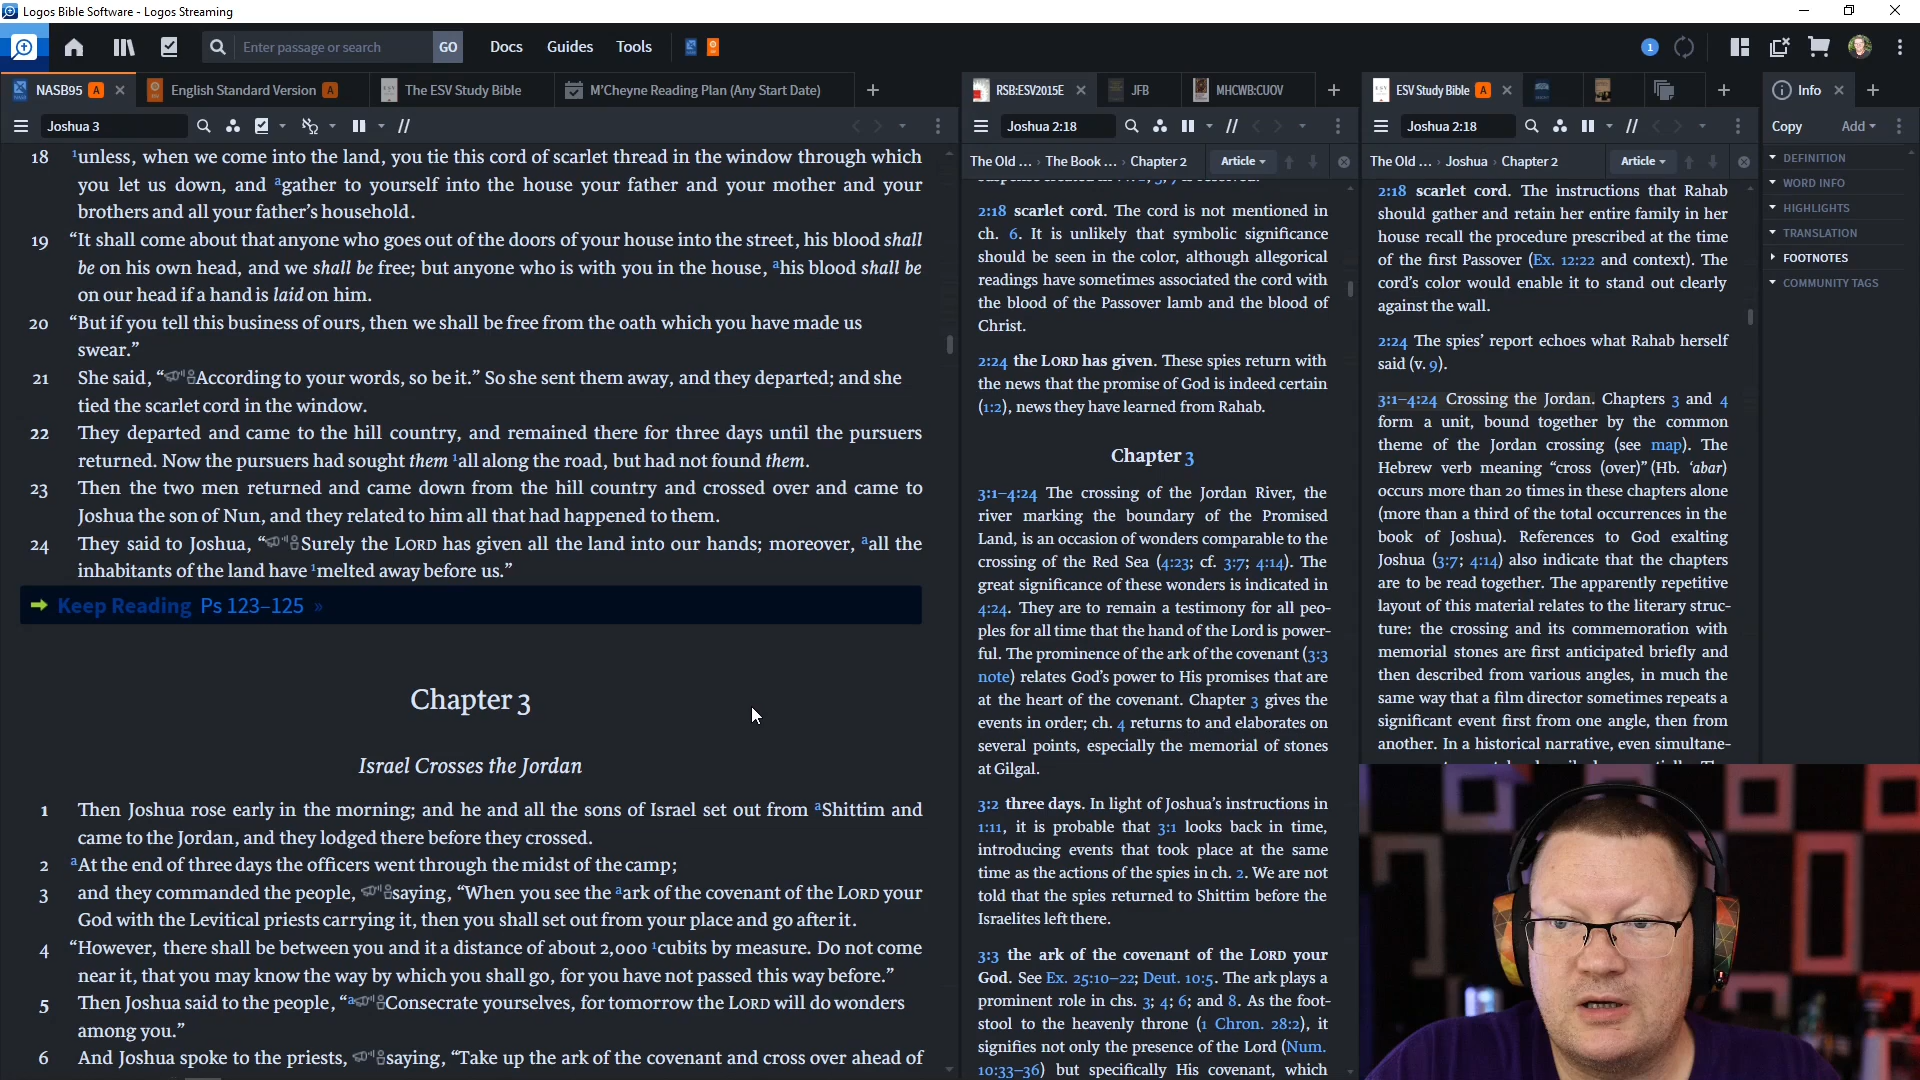 Logos Bible Software - Logos Streaming
Enter passage or search
GO
Docs
Guides
Tools
1
NASB95 A
English Standard Version A
The ESV Study Bible
M'Cheyne Reading Plan (Any Start Date)
Joshua 3
18 ¹unless, when we come into the land, you tie this cord of scarlet thread in the window through which
you let us down, and ᵃgather to yourself into the house your father and your mother and your
brothers and all your father's household.
19 “It shall come about that anyone who goes out of the doors of your house into the street, his blood shall
be on his own head, and we shall be free; but anyone who is with you in the house, ᵃhis blood shall be
on our head if a hand is laid on him.
20 “But if you tell this business of ours, then we shall be free from the oath which you have made us
swear.”
21 She said, “According to your words, so be it.” So she sent them away, and they departed; and she
tied the scarlet cord in the window.
22 They departed and came to the hill country, and remained there for three days until the pursuers
returned. Now the pursuers had sought them ¹all along the road, but had not found them.
23 Then the two men returned and came down from the hill country and crossed over and came to
Joshua the son of Nun, and they related to him all that had happened to them.
24 They said to Joshua, “Surely the LORD has given all the land into our hands; moreover, ᵃall the
inhabitants of the land have ¹melted away before us.”
Keep Reading Ps 123–125 »
Chapter 3
Israel Crosses the Jordan
1 Then Joshua rose early in the morning; and he and all the sons of Israel set out from ᵃShittim and
came to the Jordan, and they lodged there before they crossed.
2 ᵃAt the end of three days the officers went through the midst of the camp;
3 and they commanded the people, saying, “When you see the ᵃark of the covenant of the LORD your
God with the Levitical priests carrying it, then you shall set out from your place and go after it.
4 “However, there shall be between you and it a distance of about 2,000 ¹cubits by measure. Do not come
near it, that you may know the way by which you shall go, for you have not passed this way before.”
5 Then Joshua said to the people, “ᵃConsecrate yourselves, for tomorrow the LORD will do wonders
among you.”
6 And Joshua spoke to the priests, saying, “Take up the ark of the covenant and cross over ahead of
RSB:ESV2015E
JFB
MHCWB:CUOV
Joshua 2:18
The Old ... › The Book ... › Chapter 2
Article
2:18 scarlet cord. The cord is not mentioned in
ch. 6. It is unlikely that symbolic significance
should be seen in the color, although allegorical
readings have sometimes associated the cord with
the blood of the Passover lamb and the blood of
Christ.
2:24 the LORD has given. These spies return with
the news that the promise of God is indeed certain
(1:2), news they have learned from Rahab.
Chapter 3
3:1–4:24 The crossing of the Jordan River, the
river marking the boundary of the Promised
Land, is an occasion of wonders comparable to the
crossing of the Red Sea (4:23; cf. 3:7; 4:14). The
great significance of these wonders is indicated in
4:24. They are to remain a testimony for all peo-
ples for all time that the hand of the Lord is power-
ful. The prominence of the ark of the covenant (3:3
note) relates God's power to His promises that are
at the heart of the covenant. Chapter 3 gives the
events in order; ch. 4 returns to and elaborates on
several points, especially the memorial of stones
at Gilgal.
3:2 three days. In light of Joshua's instructions in
1:11, it is probable that 3:1 looks back in time,
introducing events that took place at the same
time as the actions of the spies in ch. 2. We are not
told that the spies returned to Shittim before the
Israelites left there.
3:3 the ark of the covenant of the LORD your
God. See Ex. 25:10–22; Deut. 10:5. The ark plays a
prominent role in chs. 3; 4; 6; and 8. As the foot-
stool to the heavenly throne (1 Chron. 28:2), it
signifies not only the presence of the Lord (Num.
10:33–36) but specifically His covenant, which
ESV Study Bible A
Joshua 2:18
The Old ... › Joshua › Chapter 2
Article
2:18 scarlet cord. The instructions that Rahab
should gather and retain her entire family in her
house recall the procedure prescribed at the time
of the first Passover (Ex. 12:22 and context). The
cord's color would enable it to stand out clearly
against the wall.
2:24 The spies' report echoes what Rahab herself
said (v. 9).
3:1–4:24 Crossing the Jordan. Chapters 3 and 4
form a unit, bound together by the common
theme of the Jordan crossing (see map). The
Hebrew verb meaning “cross (over)” (Hb. ‘abar)
occurs more than 20 times in these chapters alone
(more than a third of the total occurrences in the
book of Joshua). References to God exalting
Joshua (3:7; 4:14) also indicate that the chapters
are to be read together. The apparently repetitive
layout of this material relates to the literary struc-
ture: the crossing and its commemoration with
memorial stones are first anticipated briefly and
then described from various angles, in much the
same way that a film director sometimes repeats a
significant event first from one angle, then from
another. In a historical narrative, even simultane-
Info
Copy
Add
DEFINITION
WORD INFO
HIGHLIGHTS
TRANSLATION
FOOTNOTES
COMMUNITY TAGS